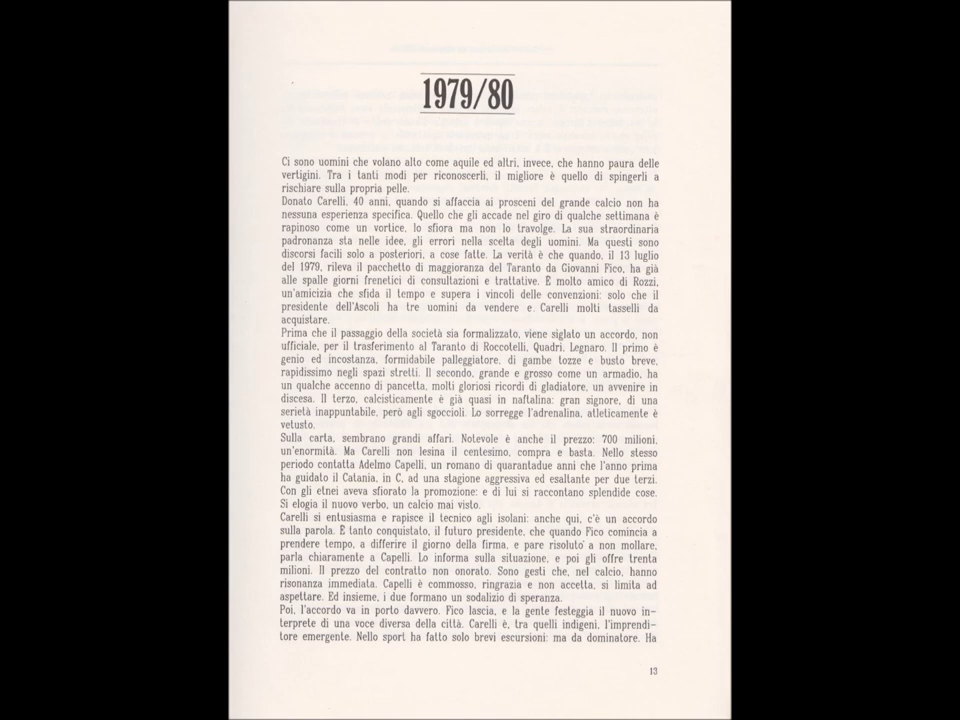 1979/80
Ci sono uomini che volano alto come aquile ed altri, invece, che hanno paura delle
vertigini. Tra i tanti modi per riconoscerli, il migliore è quello di spingerli a
rischiare sulla propria pelle.
Donato Carelli, 40 anni, quando si affaccia ai prosceni del grande calcio non ha
nessuna esperienza specifica. Quello che gli accade nel giro di qualche settimana è
rapinoso come un vortice, lo sfiora ma non lo travolge. La sua straordinaria
padronanza sta nelle idee, gli errori nella scelta degli uomini. Ma questi sono
discorsi facili solo a posteriori, a cose fatte. La verità è che quando, il 13 luglio
del 1979, rileva il pacchetto di maggioranza del Taranto da Giovanni Fico, ha già
alle spalle giorni frenetici di consultazioni e trattative. È molto amico di Rozzi,
un'amicizia che sfida il tempo e supera i vincoli delle convenzioni: solo che il
presidente dell'Ascoli ha tre uomini da vendere e Carelli molti tasselli da
acquistare.
Prima che il passaggio della società sia formalizzato, viene siglato un accordo, non
ufficiale, per il trasferimento al Taranto di Roccotelli, Quadri, Legnaro. Il primo è
genio ed incostanza, formidabile palleggiatore, di gambe tozze e busto breve,
rapidissimo negli spazi stretti. Il secondo, grande e grosso come un armadio, ha
un qualche accenno di pancetta, molti gloriosi ricordi di gladiatore, un avvenire in
discesa. Il terzo, calcisticamente è già quasi in naftalina: gran signore, di una
serietà inappuntabile, però agli sgoccioli. Lo sorregge l'adrenalina, atleticamente è
vetusto.
Sulla carta, sembrano grandi affari. Notevole è anche il prezzo: 700 milioni,
un'enormità. Ma Carelli non lesina il centesimo, compra e basta. Nello stesso
periodo contatta Adelmo Capelli, un romano di quarantadue anni che l'anno prima
ha guidato il Catania, in C, ad una stagione aggressiva ed esaltante per due terzi.
Con gli etnei aveva sfiorato la promozione: e di lui si raccontano splendide cose.
Si elogia il nuovo verbo, un calcio mai visto.
Carelli si entusiasma e rapisce il tecnico agli isolani: anche qui, c'è un accordo
sulla parola. È tanto conquistato, il futuro presidente, che quando Fico comincia a
prendere tempo, a differire il giorno della firma, e pare risoluto a non mollare,
parla chiaramente a Capelli. Lo informa sulla situazione, e poi gli offre trenta
milioni. Il prezzo del contratto non onorato. Sono gesti che, nel calcio, hanno
risonanza immediata. Capelli è commosso, ringrazia e non accetta, si limita ad
aspettare. Ed insieme, i due formano un sodalizio di speranza.
Poi, l'accordo va in porto davvero. Fico lascia, e la gente festeggia il nuovo in-
terprete di una voce diversa della città. Carelli è, tra quelli indigeni, l'imprendi-
tore emergente. Nello sport ha fatto solo brevi escursioni: ma da dominatore. Ha
13